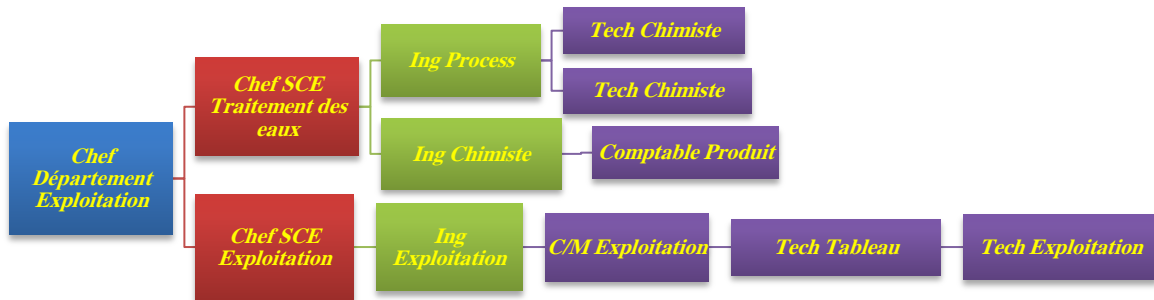 Chef
Département
Exploitation
Chef SCE
Traitement des
eaux
Ing Process
Tech Chimiste
Tech Chimiste
Ing Chimiste
Comptable Produit
Chef SCE
Exploitation
Ing
Exploitation
C/M Exploitation
Tech Tableau
Tech Exploitation